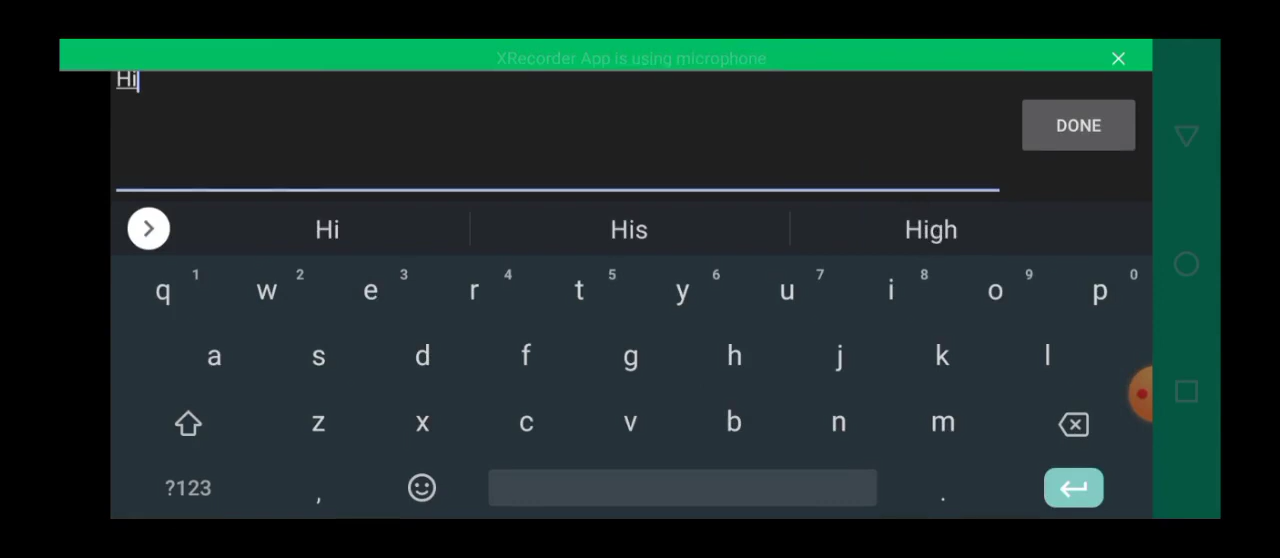 XRecorder App is using microphone
Hi
DONE
Hi His High
1 2 3 4 5 6 7 8 9 0
q w e r t y u i o p
a s d f g h j k l
z x c v b n m
?123 , .